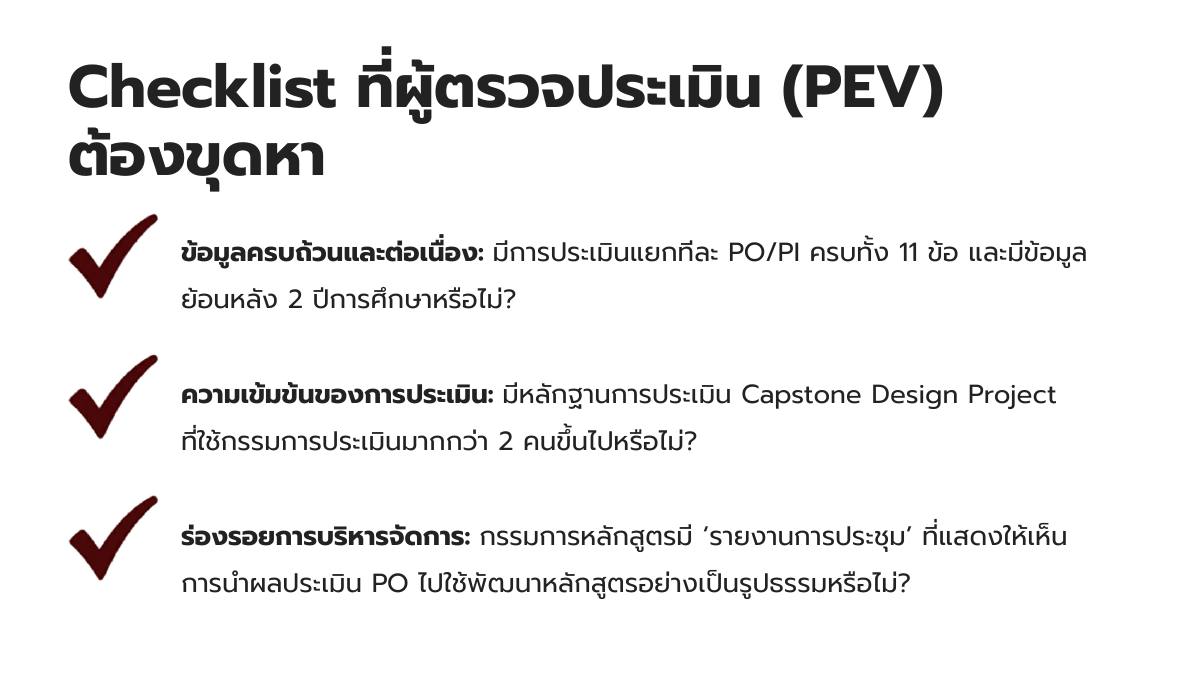 Checklist ที่ผู้ตรวจประเมิน (PEV)
ต้องขุดหา
ข้อมูลครบถ้วนและต่อเนื่อง: มีการประเมินแยกทีละ PO/PI ครบทั้ง 11 ข้อ และมีข้อมูล
ย้อนหลัง 2 ปีการศึกษาหรือไม่?
ความเข้มข้นของการประเมิน: มีหลักฐานการประเมิน Capstone Design Project
ที่ใช้กรรมการประเมินมากกว่า 2 คนขึ้นไปหรือไม่?
ร่องรอยการบริหารจัดการ: กรรมการหลักสูตรมี ‘รายงานการประชุม’ ที่แสดงให้เห็น
การนำผลประเมิน PO ไปใช้พัฒนาหลักสูตรอย่างเป็นรูปธรรมหรือไม่?